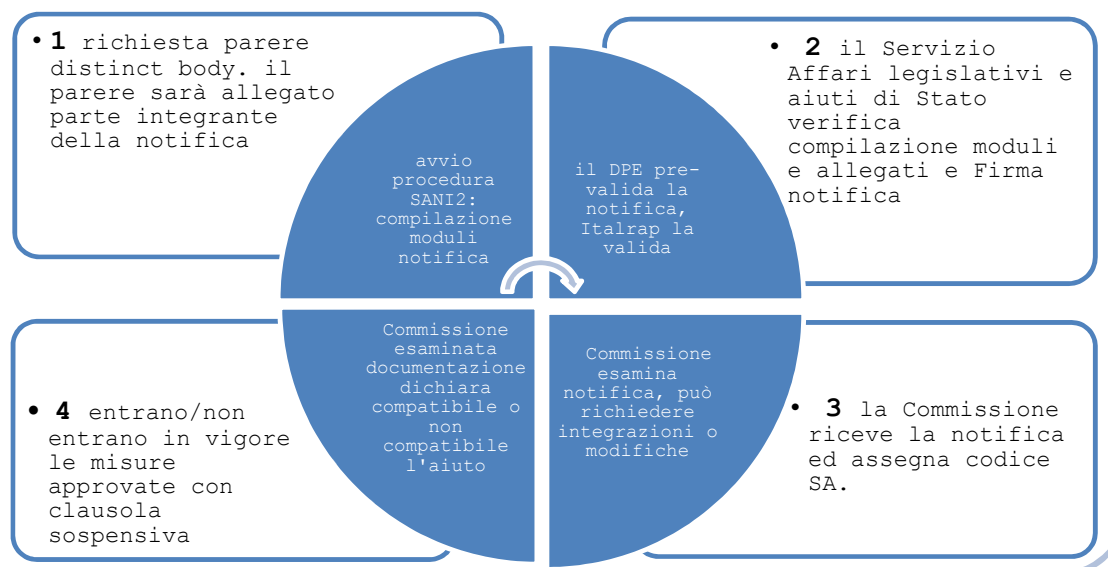 • 1 richiesta parere
distinct body. il
parere sarà allegato
parte integrante
della notifica
avvio
procedura
SANI2:
compilazione
moduli
notifica
il DPE pre-
valida la
notifica,
Italrap la
valida
• 2 il Servizio
Affari legislativi e
aiuti di Stato
verifica
compilazione moduli
e allegati e Firma
notifica
Commissione
esamina
notifica, può
richiedere
integrazioni o
modifiche
• 3 la Commissione
riceve la notifica
ed assegna codice
SA.
Commissione
esaminata
documentazione
dichiara
compatibile o
non
compatibile
l'aiuto
• 4 entrano/non
entrano in vigore
le misure
approvate con
clausola
sospensiva